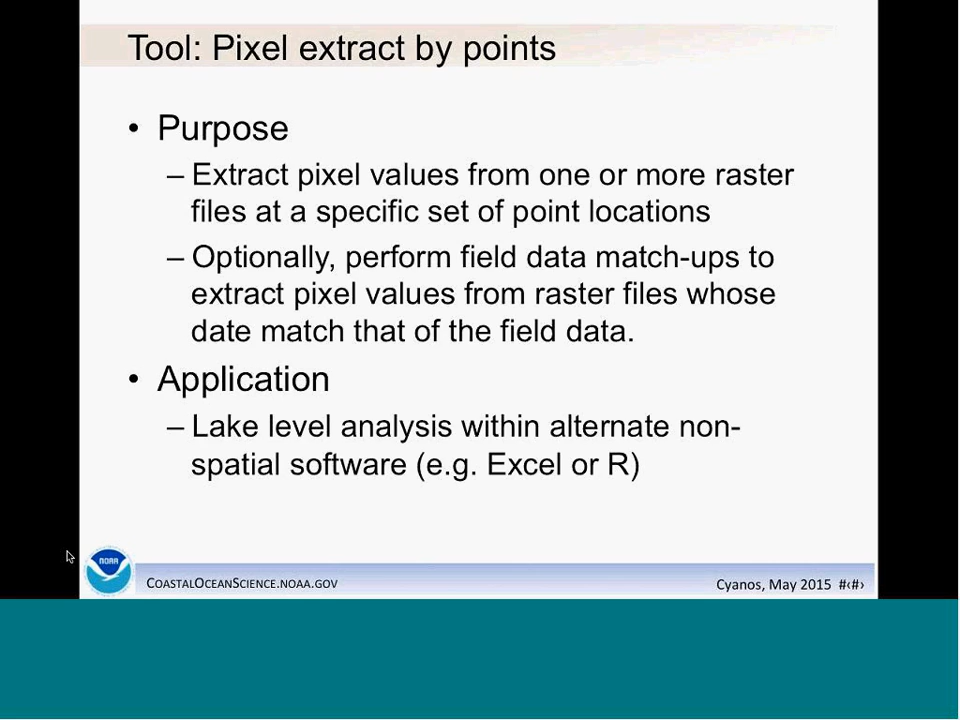 Tool: Pixel extract by points
• Purpose
– Extract pixel values from one or more raster
files at a specific set of point locations
– Optionally, perform field data match-ups to
extract pixel values from raster files whose
date match that of the field data.
• Application
– Lake level analysis within alternate non-
spatial software (e.g. Excel or R)
NOAA
COASTALOCEANSCIENCE.NOAA.GOV
Cyanos, May 2015 #‹#›